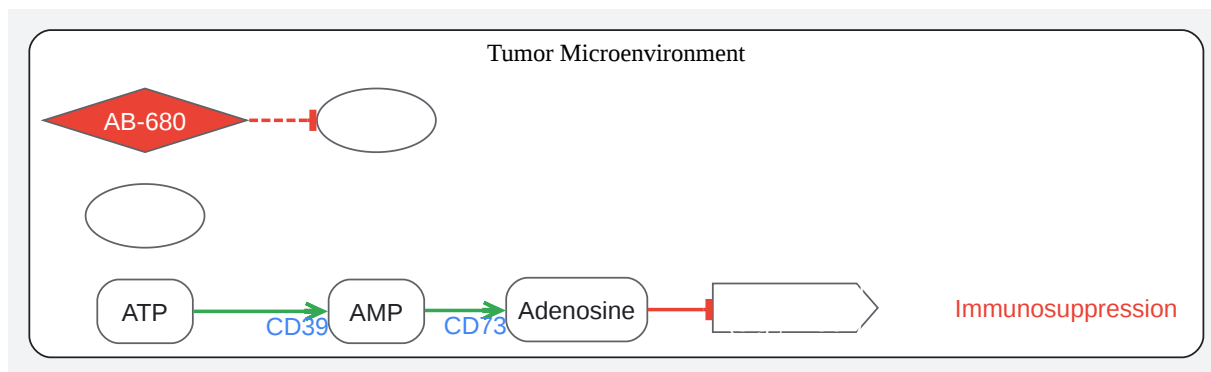 Tumor Microenvironment
AB-680
ATP
CD39
AMP
CD73
Adenosine
Immunosuppression